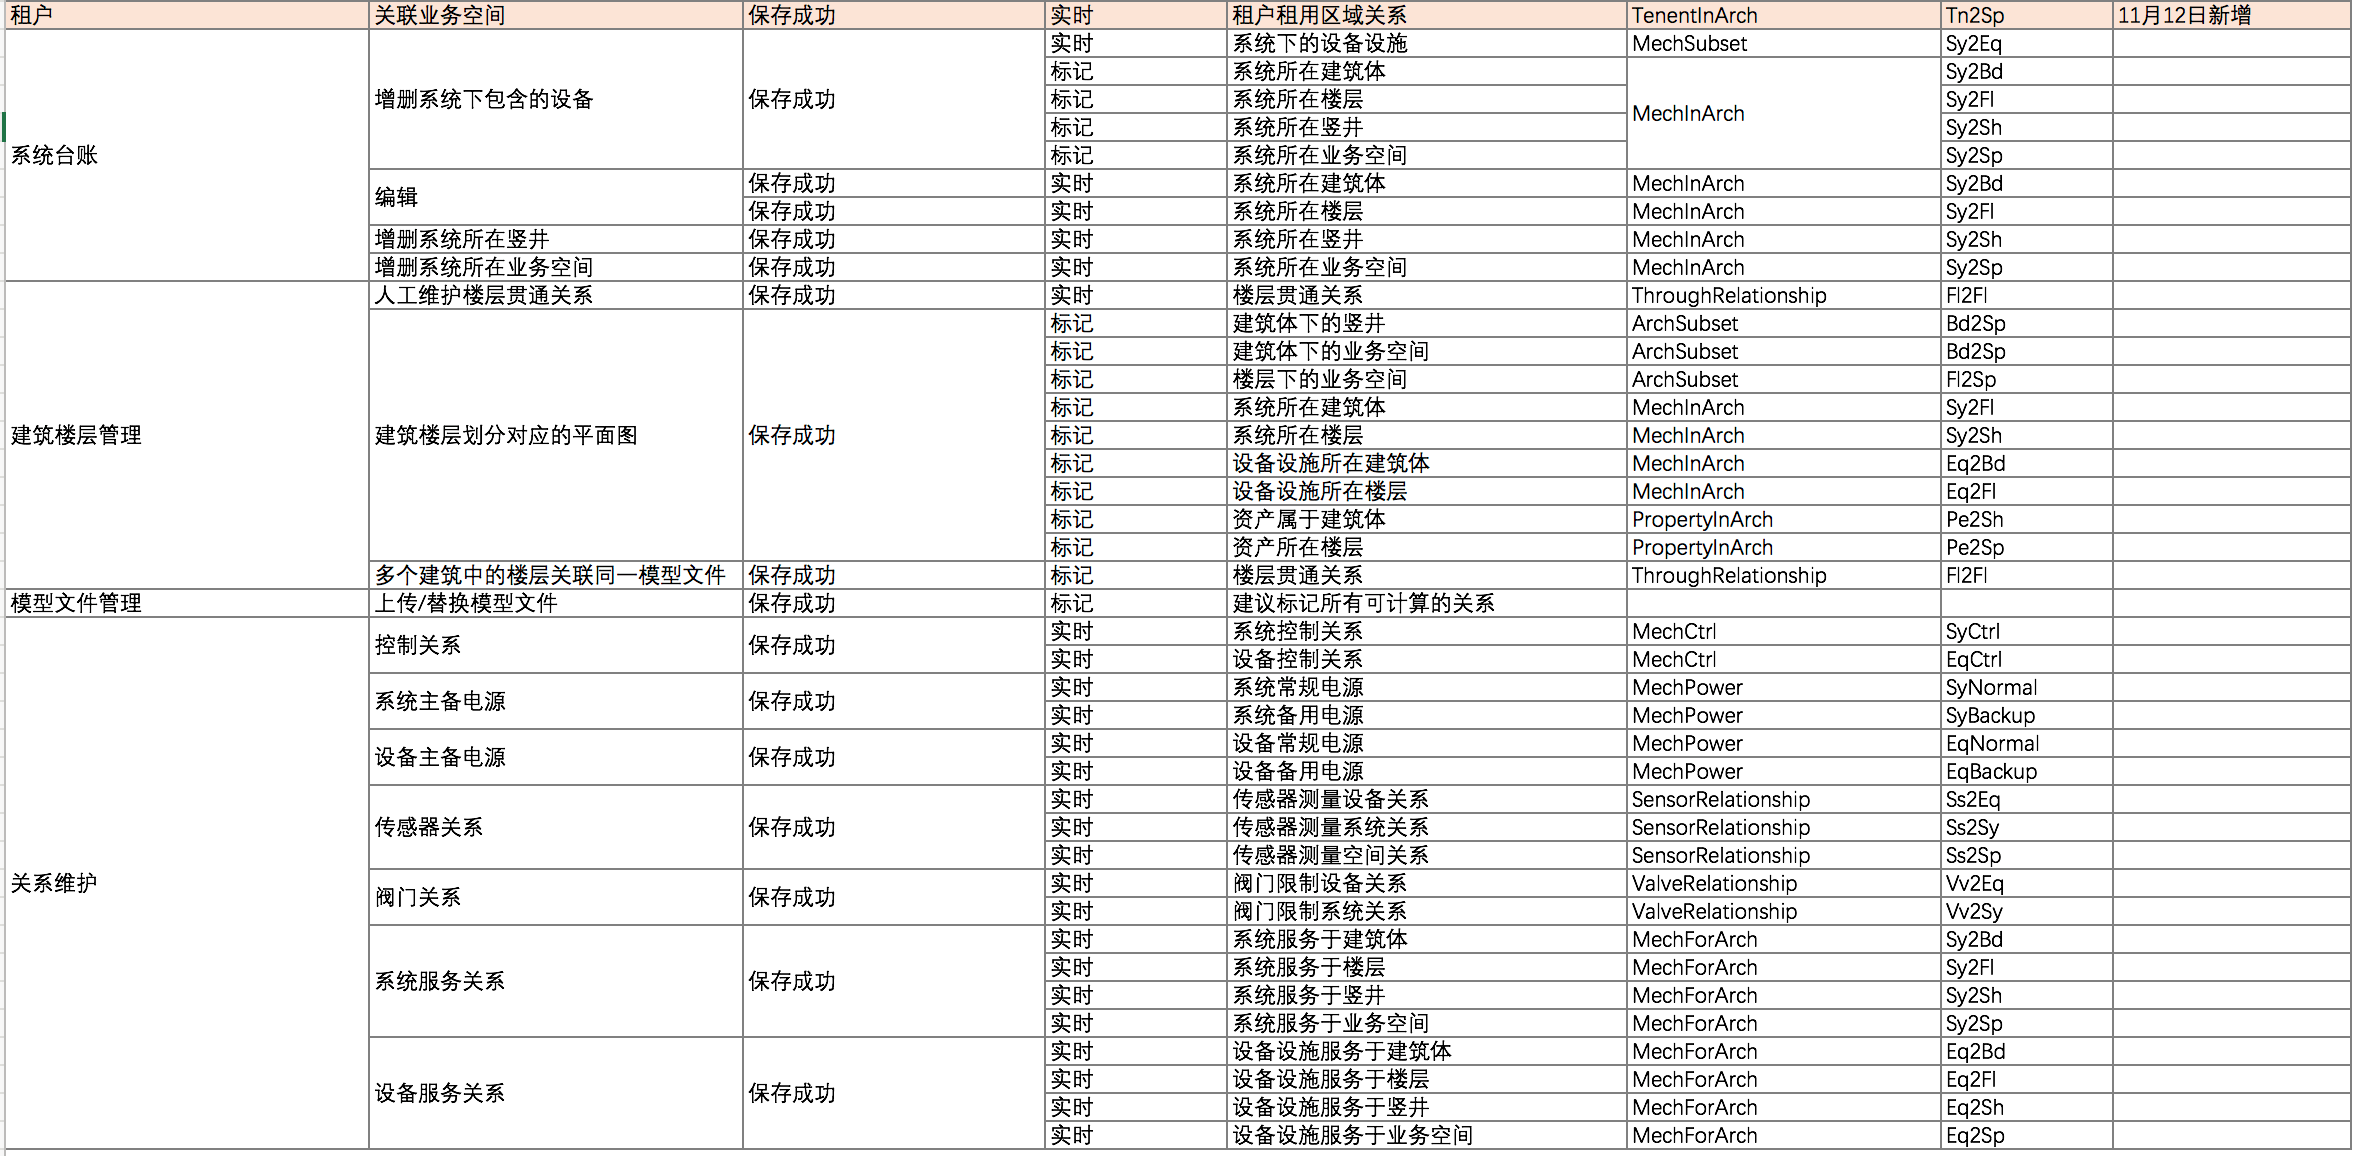 租户 关联业务空间 保存成功 实时 租户租用区域关系 TenentInArch Tn2Sp 11月12日新增
系统台账 增删系统下包含的设备 保存成功 实时 系统下的设备设施 MechSubset Sy2Eq
标记 系统所在建筑体 MechInArch Sy2Bd
标记 系统所在楼层 Sy2Fl
标记 系统所在竖井 Sy2Sh
标记 系统所在业务空间 Sy2Sp
编辑 保存成功 实时 系统所在建筑体 MechInArch Sy2Bd
保存成功 实时 系统所在楼层 MechInArch Sy2Fl
增删系统所在竖井 保存成功 实时 系统所在竖井 MechInArch Sy2Sh
增删系统所在业务空间 保存成功 实时 系统所在业务空间 MechInArch Sy2Sp
建筑楼层管理 人工维护楼层贯通关系 保存成功 实时 楼层贯通关系 ThroughRelationship Fl2Fl
建筑楼层划分对应的平面图 保存成功 标记 建筑体下的竖井 ArchSubset Bd2Sp
标记 建筑体下的业务空间 ArchSubset Bd2Sp
标记 楼层下的业务空间 ArchSubset Fl2Sp
标记 系统所在建筑体 MechInArch Sy2Fl
标记 系统所在楼层 MechInArch Sy2Sh
标记 设备设施所在建筑体 MechInArch Eq2Bd
标记 设备设施所在楼层 MechInArch Eq2Fl
标记 资产属于建筑体 PropertyInArch Pe2Sh
标记 资产所在楼层 PropertyInArch Pe2Sp
多个建筑中的楼层关联同一模型文件 保存成功 标记 楼层贯通关系 ThroughRelationship Fl2Fl
模型文件管理 上传/替换模型文件 保存成功 标记 建议标记所有可计算的关系
关系维护 控制关系 保存成功 实时 系统控制关系 MechCtrl SyCtrl
实时 设备控制关系 MechCtrl EqCtrl
系统主备电源 保存成功 实时 系统常规电源 MechPower SyNormal
实时 系统备用电源 MechPower SyBackup
设备主备电源 保存成功 实时 设备常规电源 MechPower EqNormal
实时 设备备用电源 MechPower EqBackup
传感器关系 保存成功 实时 传感器测量设备关系 SensorRelationship Ss2Eq
实时 传感器测量系统关系 SensorRelationship Ss2Sy
实时 传感器测量空间关系 SensorRelationship Ss2Sp
阀门关系 保存成功 实时 阀门限制设备关系 ValveRelationship Vv2Eq
实时 阀门限制系统关系 ValveRelationship Vv2Sy
系统服务关系 保存成功 实时 系统服务于建筑体 MechForArch Sy2Bd
实时 系统服务于楼层 MechForArch Sy2Fl
实时 系统服务于竖井 MechForArch Sy2Sh
实时 系统服务于业务空间 MechForArch Sy2Sp
设备服务关系 保存成功 实时 设备设施服务于建筑体 MechForArch Eq2Bd
实时 设备设施服务于楼层 MechForArch Eq2Fl
实时 设备设施服务于竖井 MechForArch Eq2Sh
实时 设备设施服务于业务空间 MechForArch Eq2Sp